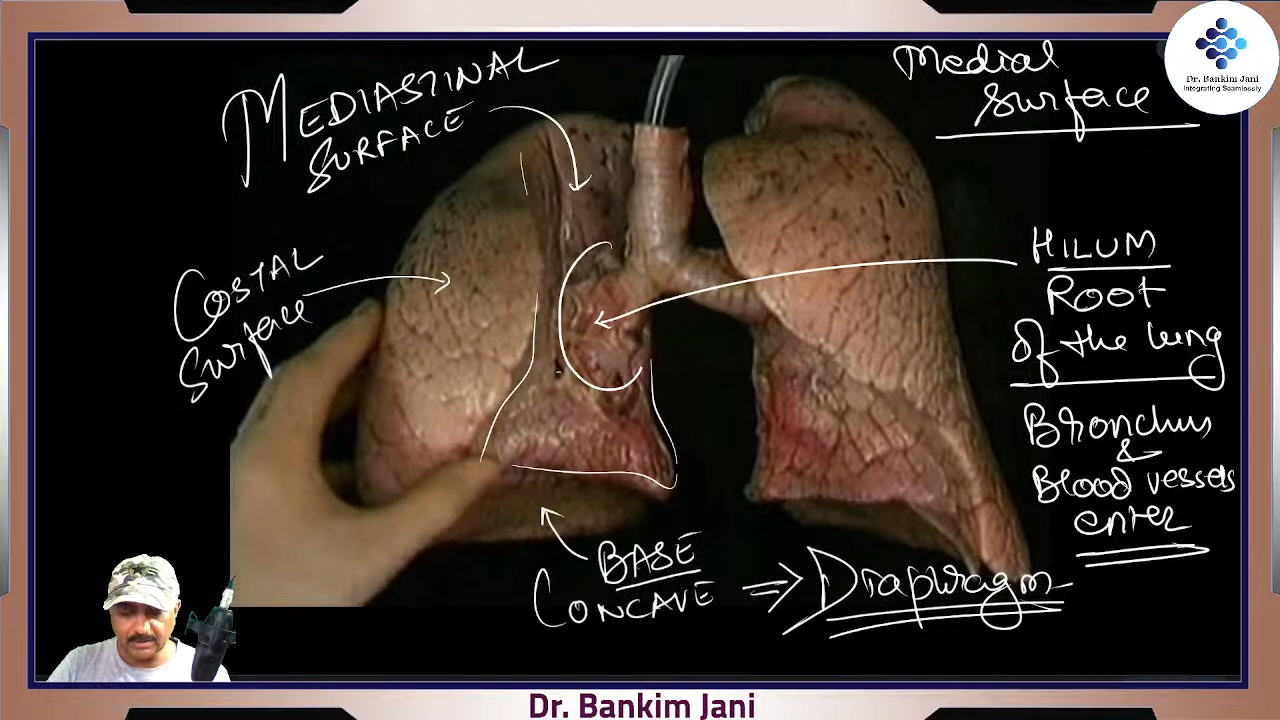 MEDIASTINAL
SURFACE
Medial
Surface
Dr. Bankim Jani
Integrating Seamlessly
COSTAL
Surface
HILUM
Root
Of the lung
Bronchus
&
Blood vessels
enter
BASE
CONCAVE => Diaphragm
Dr. Bankim Jani